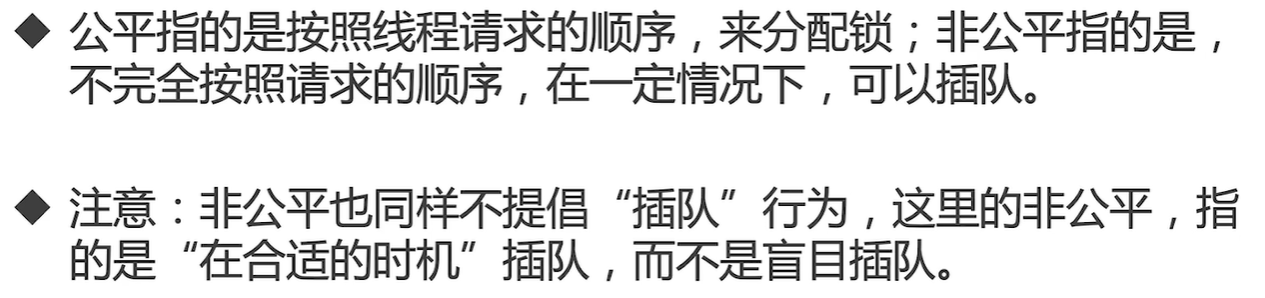 ◆ 公平指的是按照线程请求的顺序，来分配锁；非公平指的是，
不完全按照请求的顺序，在一定情况下，可以插队。
◆ 注意：非公平也同样不提倡“插队”行为，这里的非公平，指
的是“在合适的时机”插队，而不是盲目插队。